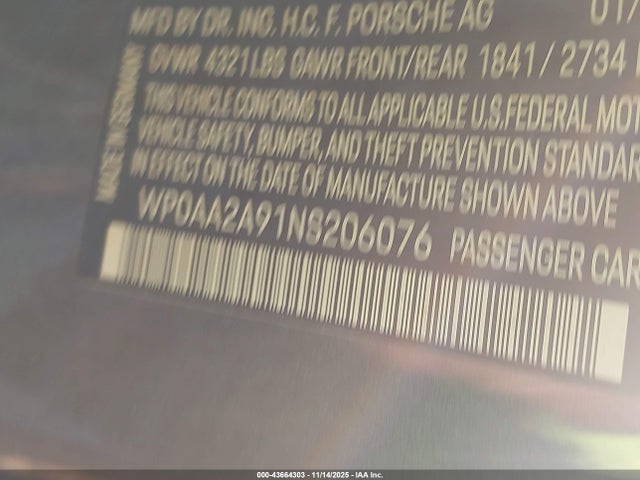 MFD BY DR. ING. H.C. F. PORSCHE AG 01/
GVWR 4321LBS GAWR FRONT/REAR 1841/2734
THIS VEHICLE CONFORMS TO ALL APPLICABLE U.S.FEDERAL MOT
VEHICLE SAFETY, BUMPER, AND THEFT PREVENTION STANDAR
IN EFFECT ON THE DATE OF MANUFACTURE SHOWN ABOVE
WP0AA2A91NS206076 PASSENGER CAR
MADE IN GERMANY
000-43664303 - 11/14/2025 - IAA Inc.